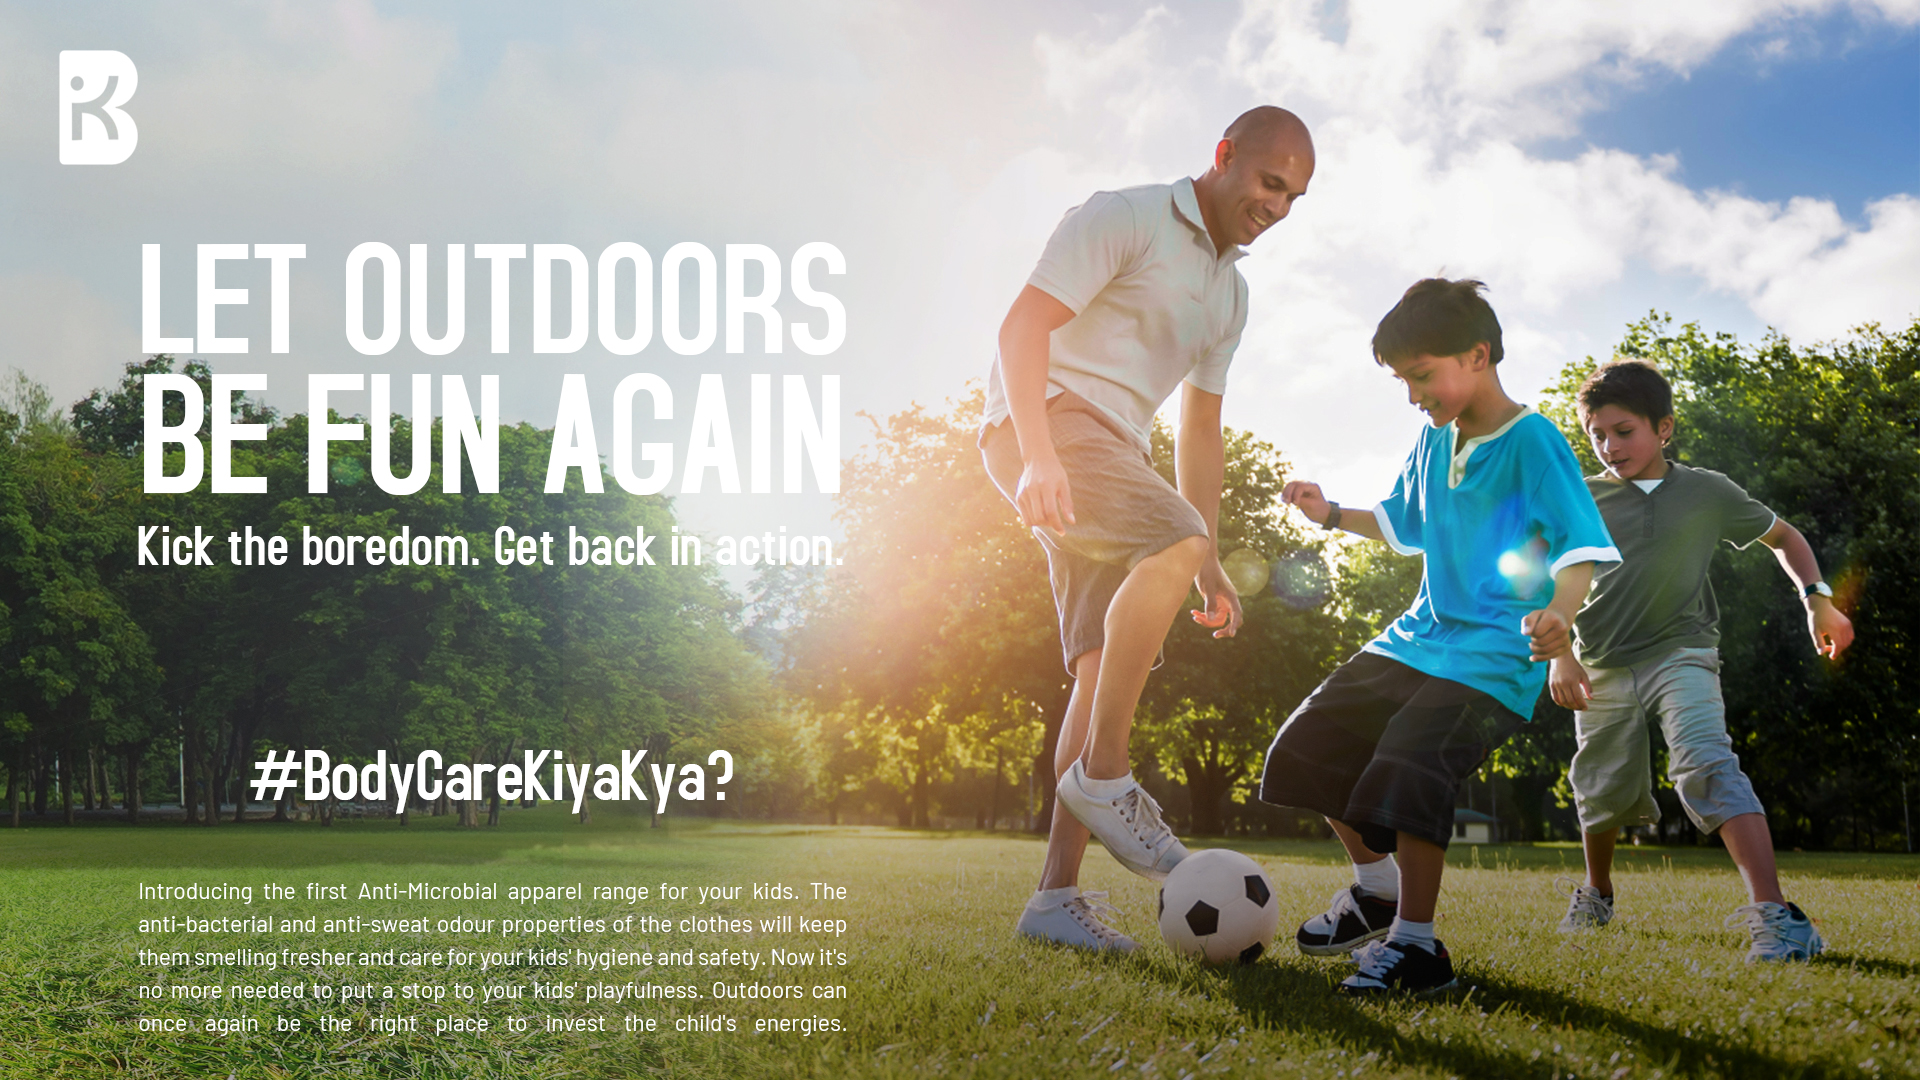 BK
LET OUTDOORS
BE FUN AGAIN
Kick the boredom. Get back in action.
#BodyCareKiyaKya?
Introducing the first Anti-Microbial apparel range for your kids. The
anti-bacterial and anti-sweat odour properties of the clothes will keep
them smelling fresher and care for your kids' hygiene and safety. Now it's
no more needed to put a stop to your kids' playfulness. Outdoors can
once again be the right place to invest the child's energies.